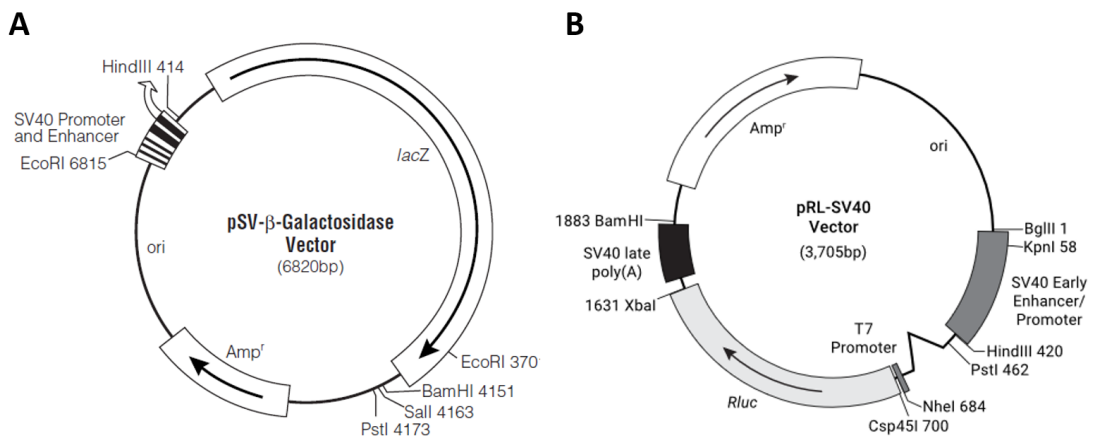 A
HindIII 414
SV40 Promoter
and Enhancer
EcoRI 6815
lacZ
pSV-β-Galactosidase
Vector
(6820bp)
ori
Ampr
EcoRI 370
BamHI 4151
SalI 4163
PstI 4173
B
Ampr
ori
pRL-SV40
Vector
(3,705bp)
1883 BamHI
SV40 late
poly(A)
1631 XbaI
BglII 1
KpnI 58
SV40 Early
Enhancer/
Promoter
T7
Promoter
HindIII 420
PstI 462
Rluc
NheI 684
Csp45I 700